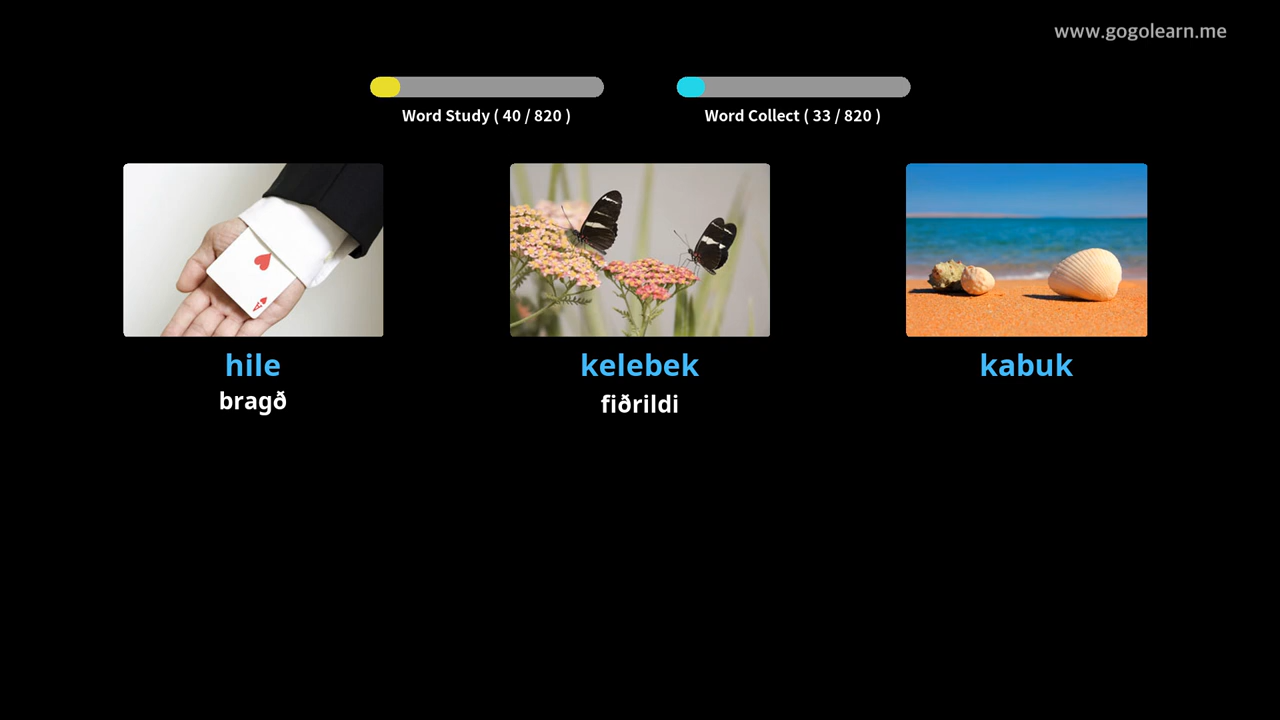 www.gogolearn.me
Word Study ( 40 / 820 )
Word Collect ( 33 / 820 )
hile
bragð
kelebek
fiðrildi
kabuk